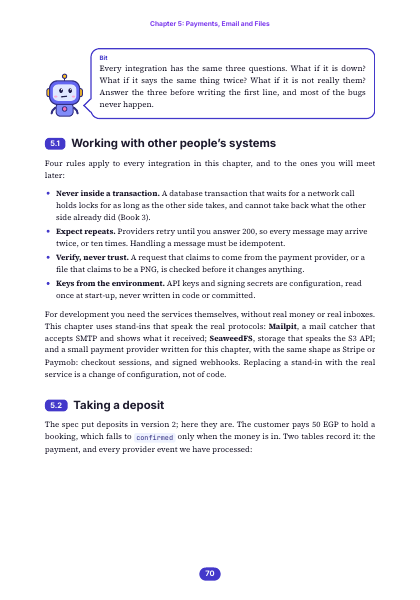 Chapter 5: Payments, Email and Files
Bit
Every integration has the same three questions. What if it is down?
What if it says the same thing twice? What if it is not really them?
Answer the three before writing the first line, and most of the bugs
never happen.
5.1 Working with other people's systems
Four rules apply to every integration in this chapter, and to the ones you will meet
later:
• Never inside a transaction. A database transaction that waits for a network call
holds locks for as long as the other side takes, and cannot take back what the other
side already did (Book 3).
• Expect repeats. Providers retry until you answer 200, so every message may arrive
twice, or ten times. Handling a message must be idempotent.
• Verify, never trust. A request that claims to come from the payment provider, or a
file that claims to be a PNG, is checked before it changes anything.
• Keys from the environment. API keys and signing secrets are configuration, read
once at start-up, never written in code or committed.
For development you need the services themselves, without real money or real inboxes.
This chapter uses stand-ins that speak the real protocols: Mailpit, a mail catcher that
accepts SMTP and shows what it received; SeaweedFS, storage that speaks the S3 API;
and a small payment provider written for this chapter, with the same shape as Stripe or
Paymob: checkout sessions, and signed webhooks. Replacing a stand-in with the real
service is a change of configuration, not of code.
5.2 Taking a deposit
The spec put deposits in version 2; here they are. The customer pays 50 EGP to hold a
booking, which falls to confirmed only when the money is in. Two tables record it: the
payment, and every provider event we have processed:
70